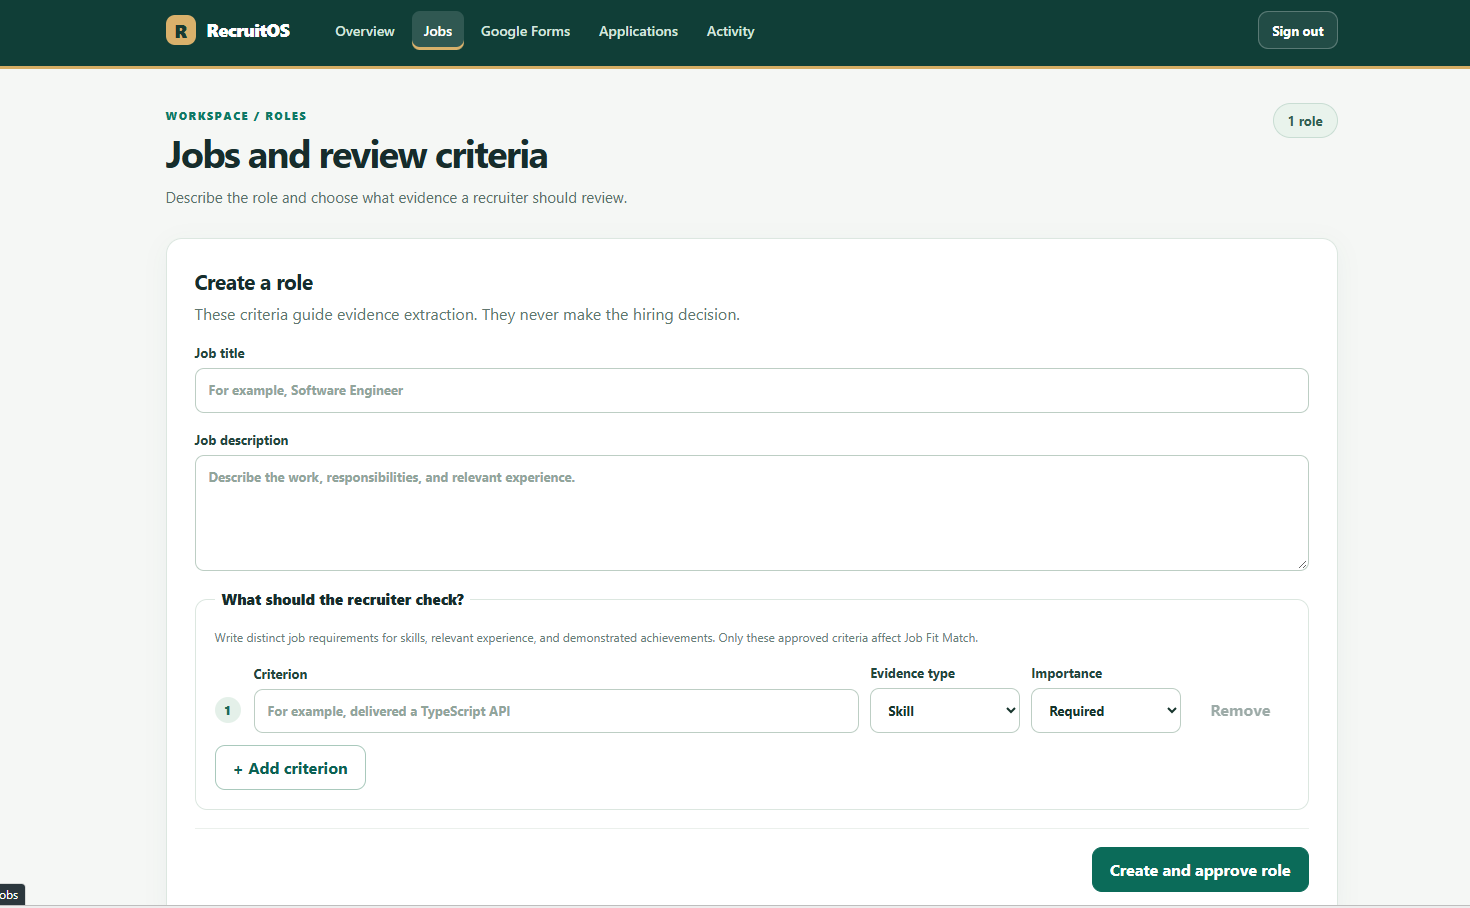 R RecruitOS Overview Jobs Google Forms Applications Activity Sign out
WORKSPACE / ROLES
1 role
Jobs and review criteria
Describe the role and choose what evidence a recruiter should review.
Create a role
These criteria guide evidence extraction. They never make the hiring decision.
Job title
For example, Software Engineer
Job description
Describe the work, responsibilities, and relevant experience.
What should the recruiter check?
Write distinct job requirements for skills, relevant experience, and demonstrated achievements. Only these approved criteria affect Job Fit Match.
Criterion Evidence type Importance
1 For example, delivered a TypeScript API Skill Required Remove
+ Add criterion
Create and approve role
obs